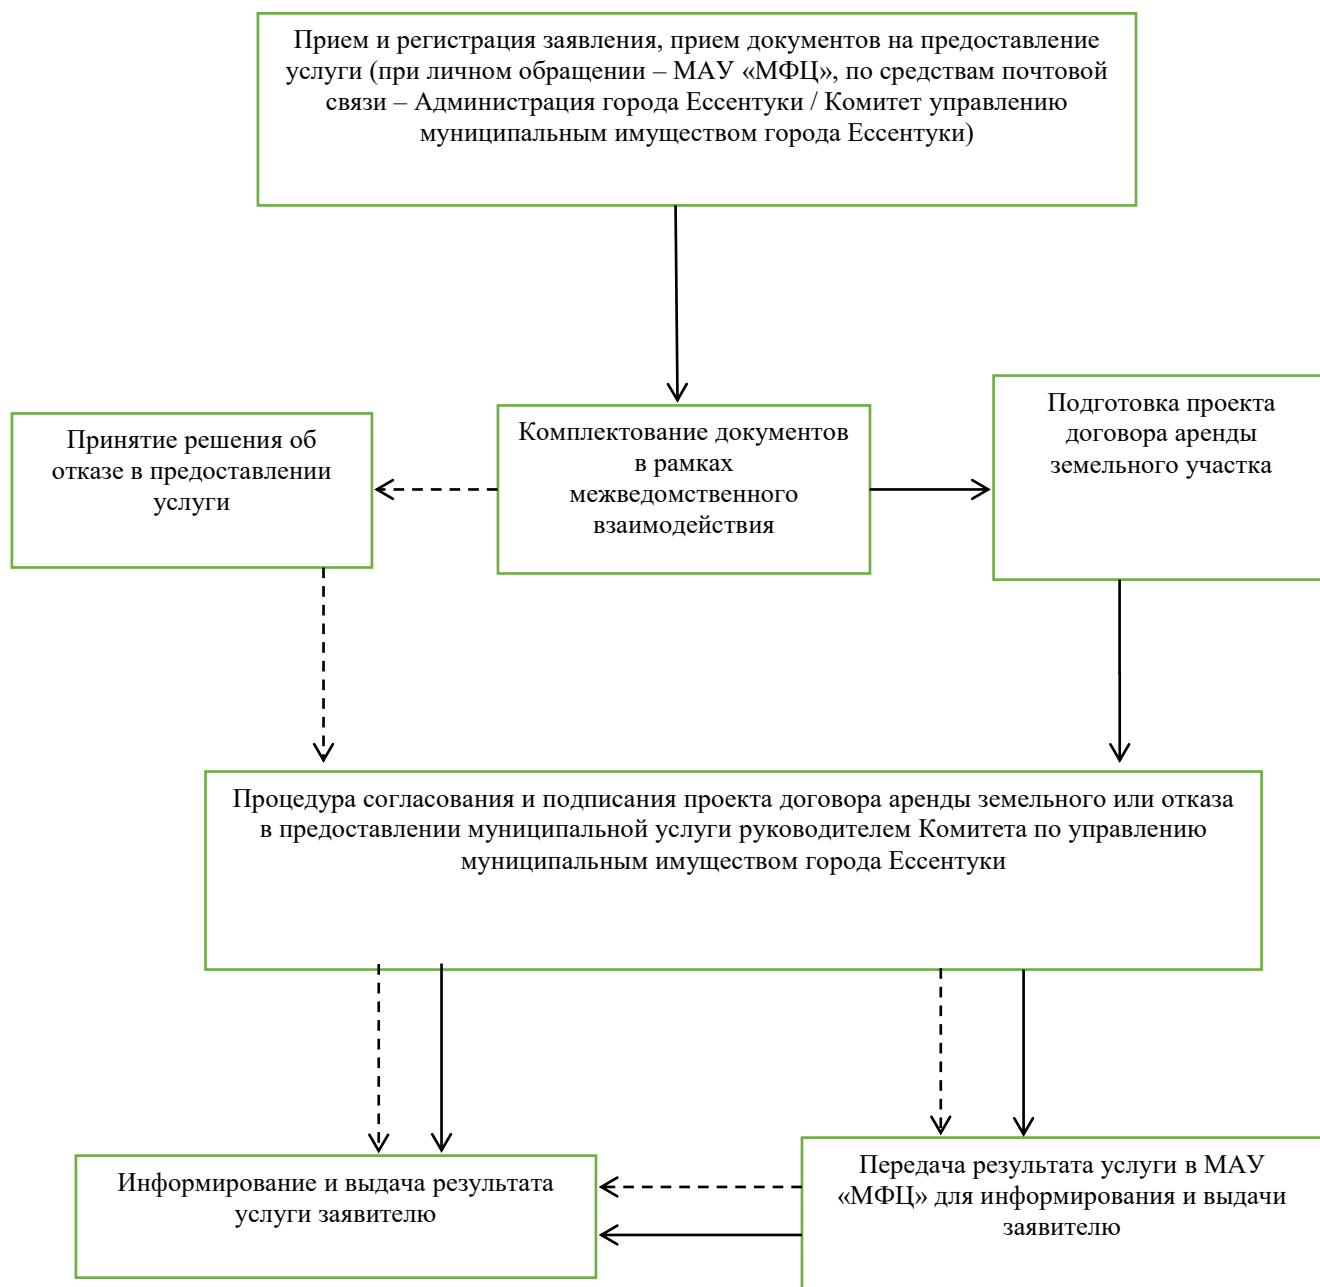 Прием и регистрация заявления, прием документов на предоставление
услуги (при личном обращении – МАУ «МФЦ», по средствам почтовой
связи – Администрация города Ессентуки / Комитет управлению
муниципальным имуществом города Ессентуки)
Принятие решения об
отказе в предоставлении
услуги
Комплектование документов
в рамках
межведомственного
взаимодействия
Подготовка проекта
договора аренды
земельного участка
Процедура согласования и подписания проекта договора аренды земельного или отказа
в предоставлении муниципальной услуги руководителем Комитета по управлению
муниципальным имуществом города Ессентуки
Информирование и выдача результата
услуги заявителю
Передача результата услуги в МАУ
«МФЦ» для информирования и выдачи
заявителю